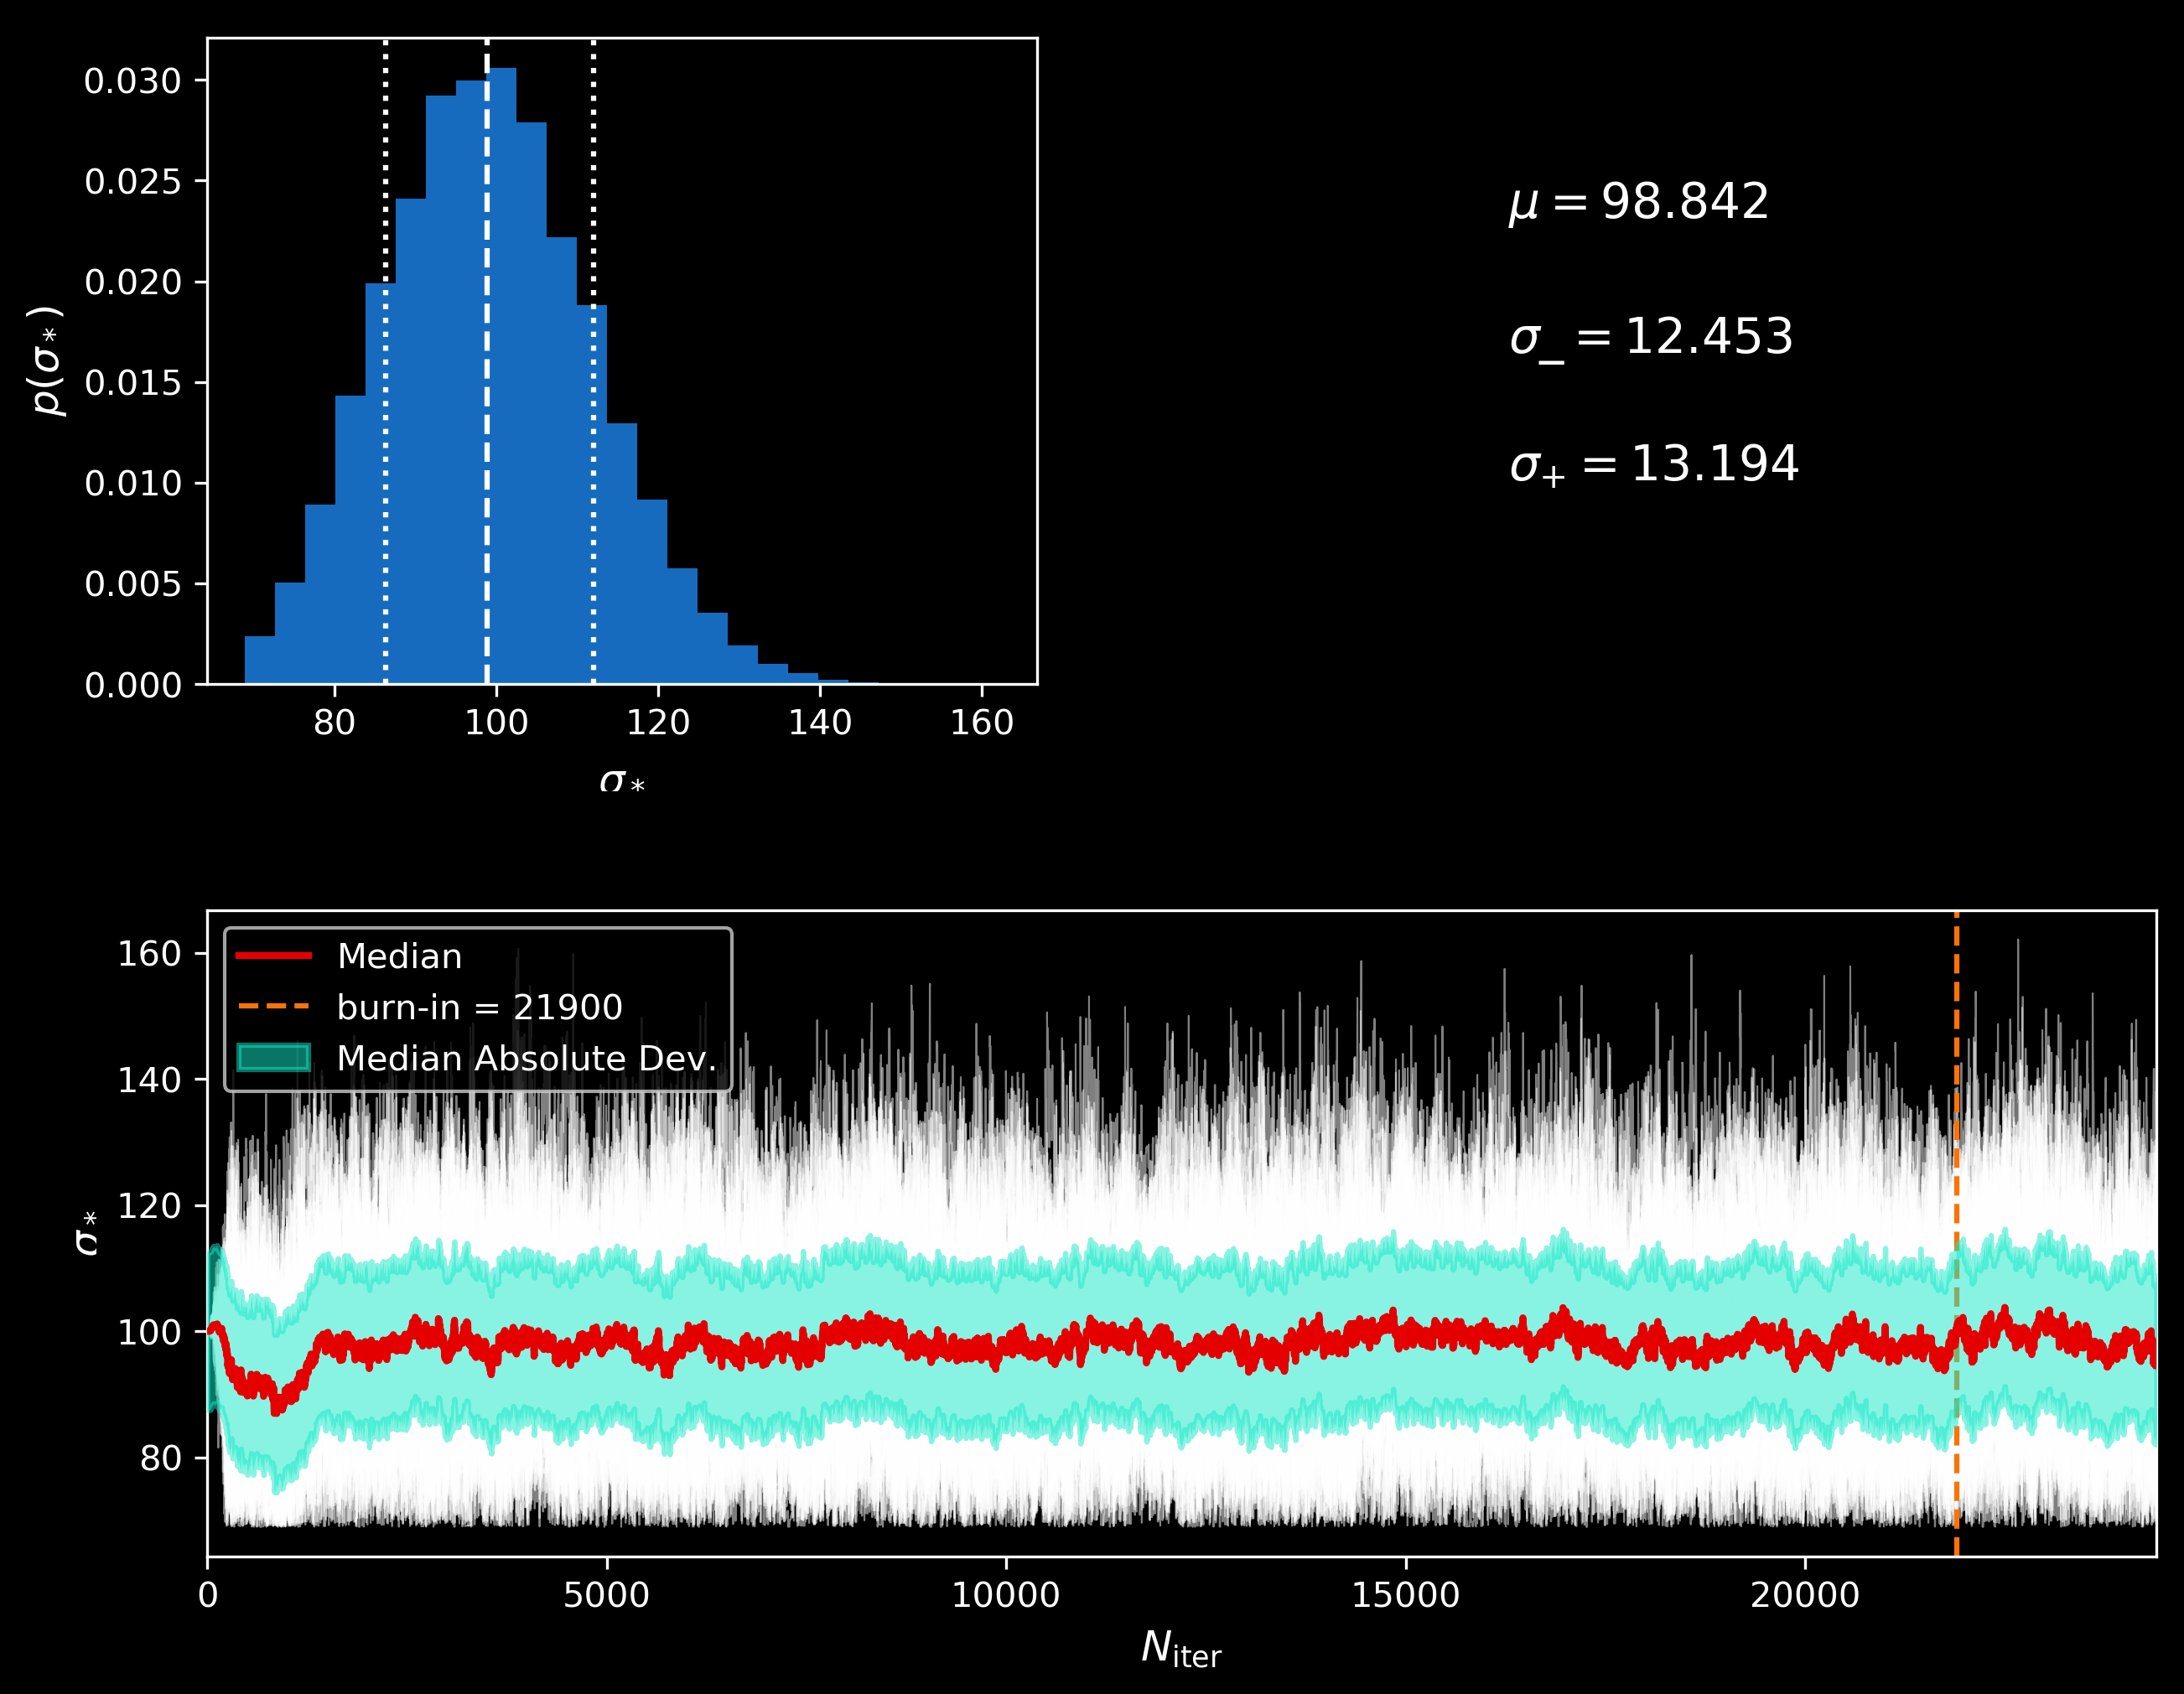 0.030
0.025
0.020
0.015
0.010
0.005
0.000
p(σ*)
80 100 120 140 160
σ*
μ = 98.842
σ_ = 12.453
σ+ = 13.194
Median
burn-in = 21900
Median Absolute Dev.
160
140
120
100
80
σ*
0 5000 10000 15000 20000
Niter